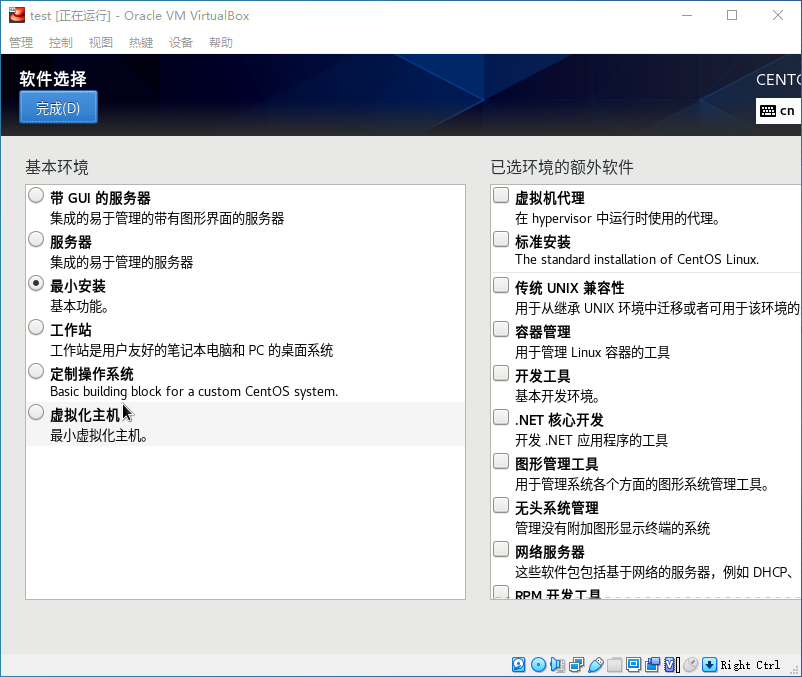 test [正在运行] - Oracle VM VirtualBox
管理 控制 视图 热键 设备 帮助
软件选择
CENTO
完成(D)
cn
基本环境
带 GUI 的服务器
集成的易于管理的带有图形界面的服务器
服务器
集成的易于管理的服务器
最小安装
基本功能。
工作站
工作站是用户友好的笔记本电脑和 PC 的桌面系统
定制操作系统
Basic building block for a custom CentOS system.
虚拟化主机
最小虚拟化主机。
已选环境的额外软件
虚拟机代理
在 hypervisor 中运行时使用的代理。
标准安装
The standard installation of CentOS Linux.
传统 UNIX 兼容性
用于从继承 UNIX 环境中迁移或者可用于该环境的
容器管理
用于管理 Linux 容器的工具
开发工具
基本开发环境。
.NET 核心开发
开发 .NET 应用程序的工具
图形管理工具
用于管理系统各个方面的图形系统管理工具。
无头系统管理
管理没有附加图形显示终端的系统
网络服务器
这些软件包包括基于网络的服务器，例如 DHCP、
RPM 开发工具
Right Ctrl